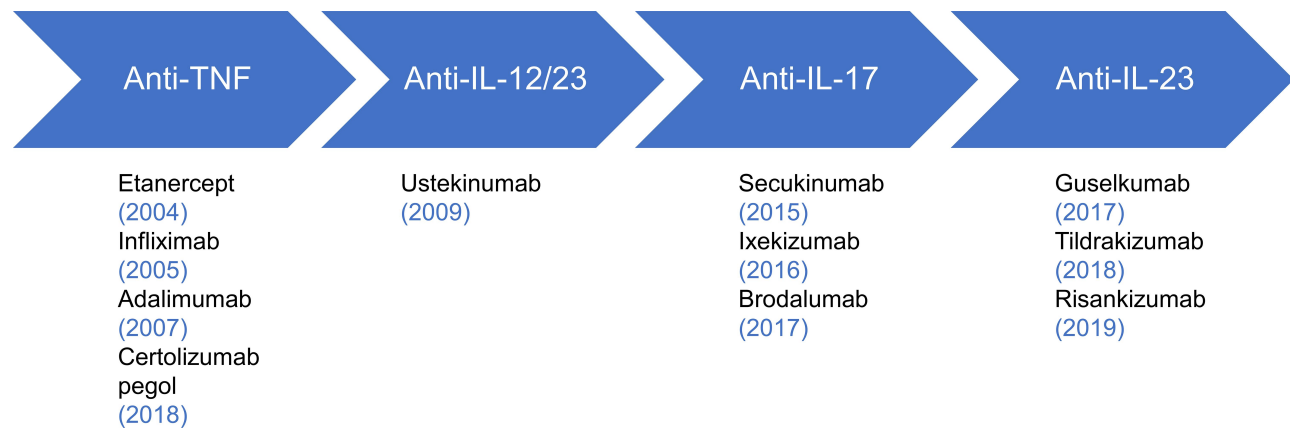 Anti-TNF
Etanercept
(2004)
Infliximab
(2005)
Adalimumab
(2007)
Certolizumab
pegol
(2018)
Anti-IL-12/23
Ustekinumab
(2009)
Anti-IL-17
Secukinumab
(2015)
Ixekizumab
(2016)
Brodalumab
(2017)
Anti-IL-23
Guselkumab
(2017)
Tildrakizumab
(2018)
Risankizumab
(2019)